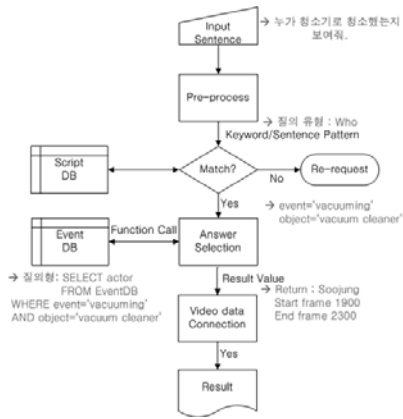 Input
Sentence
→ 누가 청소기로 청소했는지
보여줘.
Pre-process
→ 질의 유형 : Who
Keyword/Sentence Pattern
Script
DB
Match?
No
Re-request
Yes
→ event='vacuuming'
object='vacuum cleaner'
Event
DB
Function Call
Answer
Selection
→ 질의형: SELECT actor
FROM EventDB
WHERE event='vacuuming'
AND object='vacuum cleaner'
Result Value
→ Return : Soojung
Start frame 1900
End frame 2300
Video data
Connection
Yes
Result